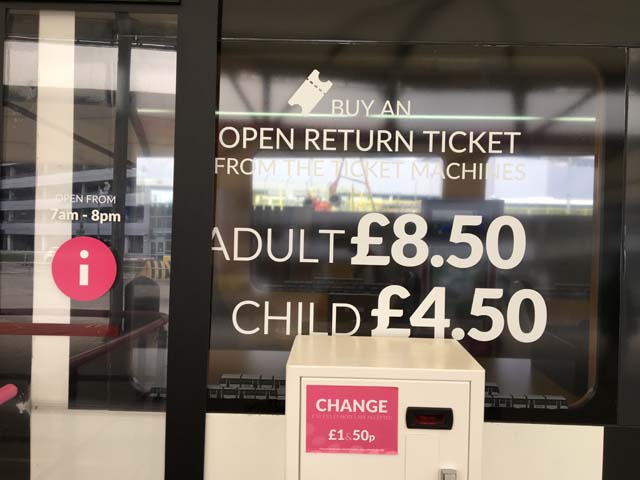 BUY AN
OPEN RETURN TICKET
FROM THE TICKET MACHINES
OPEN FROM
7am - 8pm
i
ADULT £8.50
CHILD £4.50
CHANGE
£1 & 50p